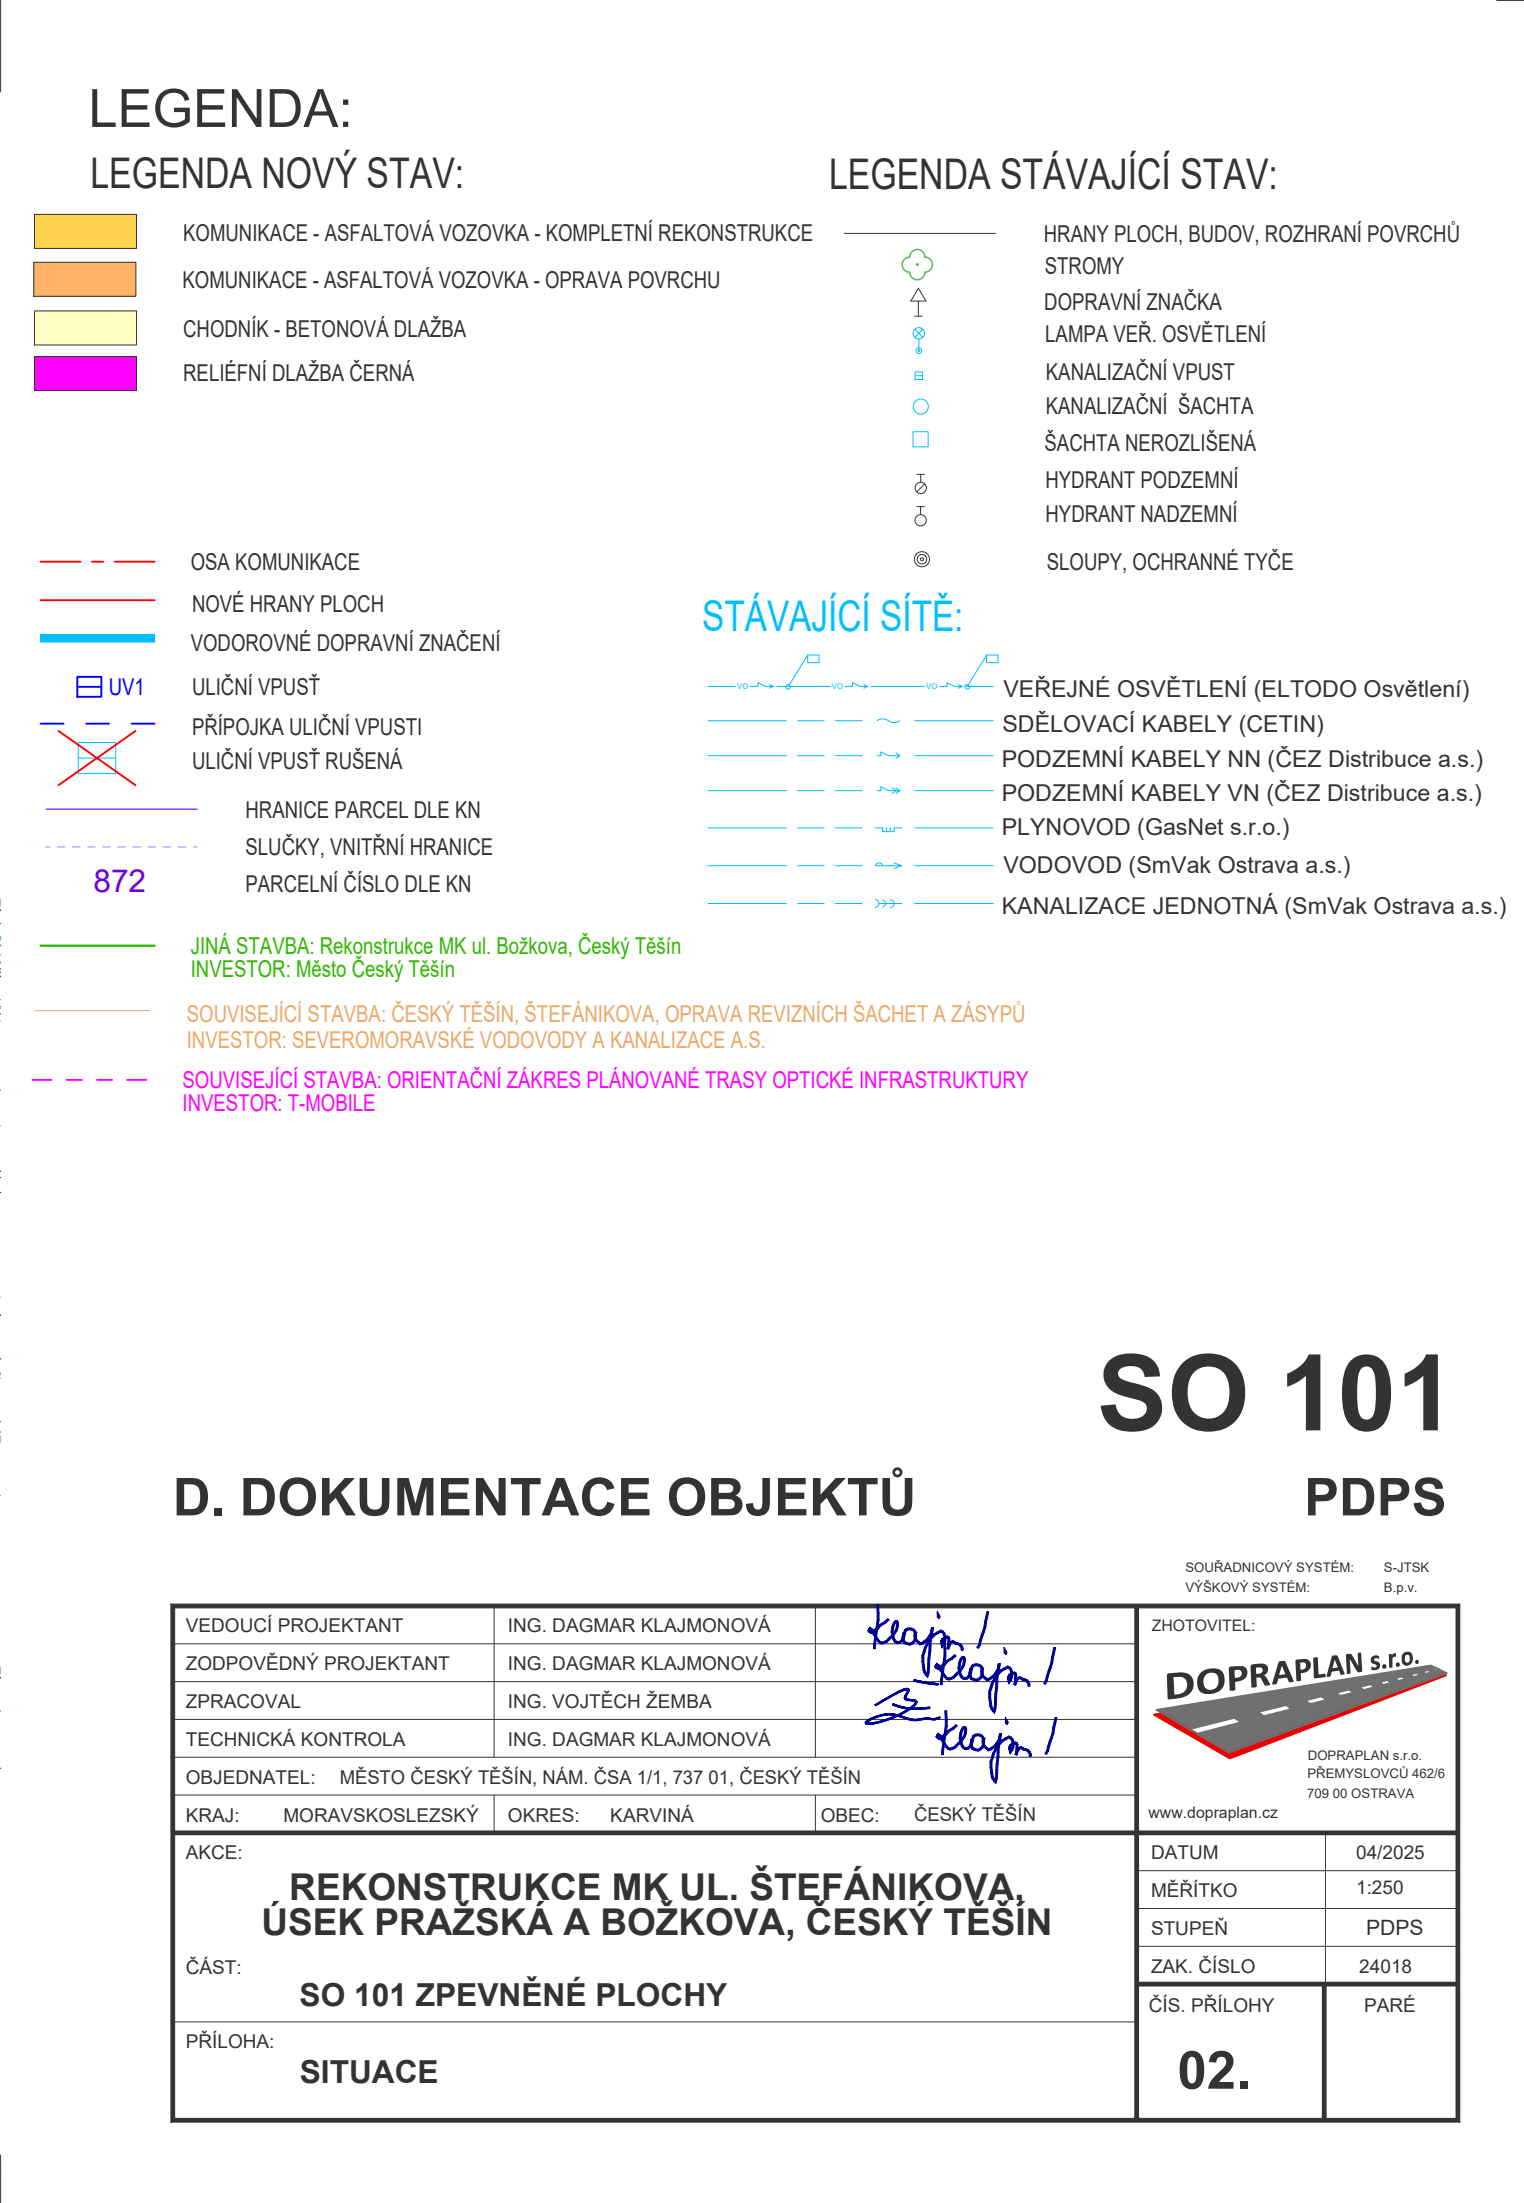 LEGENDA:
LEGENDA NOVÝ STAV:
KOMUNIKACE - ASFALTOVÁ VOZOVKA - KOMPLETNÍ REKONSTRUKCE
KOMUNIKACE - ASFALTOVÁ VOZOVKA - OPRAVA POVRCHU
CHODNÍK - BETONOVÁ DLAŽBA
RELIÉFNÍ DLAŽBA ČERNÁ
OSA KOMUNIKACE
NOVÉ HRANY PLOCH
VODOROVNÉ DOPRAVNÍ ZNAČENÍ
UV1 ULIČNÍ VPUSŤ
PŘÍPOJKA ULIČNÍ VPUSTI
ULIČNÍ VPUSŤ RUŠENÁ
HRANICE PARCEL DLE KN
SLUČKY, VNITŘNÍ HRANICE
872 PARCELNÍ ČÍSLO DLE KN
LEGENDA STÁVAJÍCÍ STAV:
HRANY PLOCH, BUDOV, ROZHRANÍ POVRCHŮ
STROMY
DOPRAVNÍ ZNAČKA
LAMPA VEŘ. OSVĚTLENÍ
KANALIZAČNÍ VPUST
KANALIZAČNÍ ŠACHTA
ŠACHTA NEROZLIŠENÁ
HYDRANT PODZEMNÍ
HYDRANT NADZEMNÍ
SLOUPY, OCHRANNÉ TYČE
STÁVAJÍCÍ SÍTĚ:
VO VO VO VEŘEJNÉ OSVĚTLENÍ (ELTODO Osvětlení)
SDĚLOVACÍ KABELY (CETIN)
PODZEMNÍ KABELY NN (ČEZ Distribuce a.s.)
PODZEMNÍ KABELY VN (ČEZ Distribuce a.s.)
PLYNOVOD (GasNet s.r.o.)
VODOVOD (SmVak Ostrava a.s.)
KANALIZACE JEDNOTNÁ (SmVak Ostrava a.s.)
JINÁ STAVBA: Rekonstrukce MK ul. Božkova, Český Těšín
INVESTOR: Město Český Těšín
SOUVISEJÍCÍ STAVBA: ČESKÝ TĚŠÍN, ŠTEFÁNIKOVA, OPRAVA REVIZNÍCH ŠACHET A ZÁSYPŮ
INVESTOR: SEVEROMORAVSKÉ VODOVODY A KANALIZACE A.S.
SOUVISEJÍCÍ STAVBA: ORIENTAČNÍ ZÁKRES PLÁNOVANÉ TRASY OPTICKÉ INFRASTRUKTURY
INVESTOR: T-MOBILE
SO 101
D. DOKUMENTACE OBJEKTŮ PDPS
SOUŘADNICOVÝ SYSTÉM: S-JTSK
VÝŠKOVÝ SYSTÉM: B.p.v.
VEDOUCÍ PROJEKTANT ING. DAGMAR KLAJMONOVÁ
ZODPOVĚDNÝ PROJEKTANT ING. DAGMAR KLAJMONOVÁ
ZPRACOVAL ING. VOJTĚCH ŽEMBA
TECHNICKÁ KONTROLA ING. DAGMAR KLAJMONOVÁ
OBJEDNATEL: MĚSTO ČESKÝ TĚŠÍN, NÁM. ČSA 1/1, 737 01, ČESKÝ TĚŠÍN
KRAJ: MORAVSKOSLEZSKÝ OKRES: KARVINÁ OBEC: ČESKÝ TĚŠÍN
ZHOTOVITEL:
DOPRAPLAN s.r.o.
DOPRAPLAN s.r.o.
PŘEMYSLOVCŮ 462/6
709 00 OSTRAVA
www.dopraplan.cz
AKCE:
REKONSTRUKCE MK UL. ŠTEFÁNIKOVA,
ÚSEK PRAŽSKÁ A BOŽKOVA, ČESKÝ TĚŠÍN
ČÁST:
SO 101 ZPEVNĚNÉ PLOCHY
PŘÍLOHA:
SITUACE
DATUM 04/2025
MĚŘÍTKO 1:250
STUPEŇ PDPS
ZAK. ČÍSLO 24018
ČÍS. PŘÍLOHY PARÉ
02.